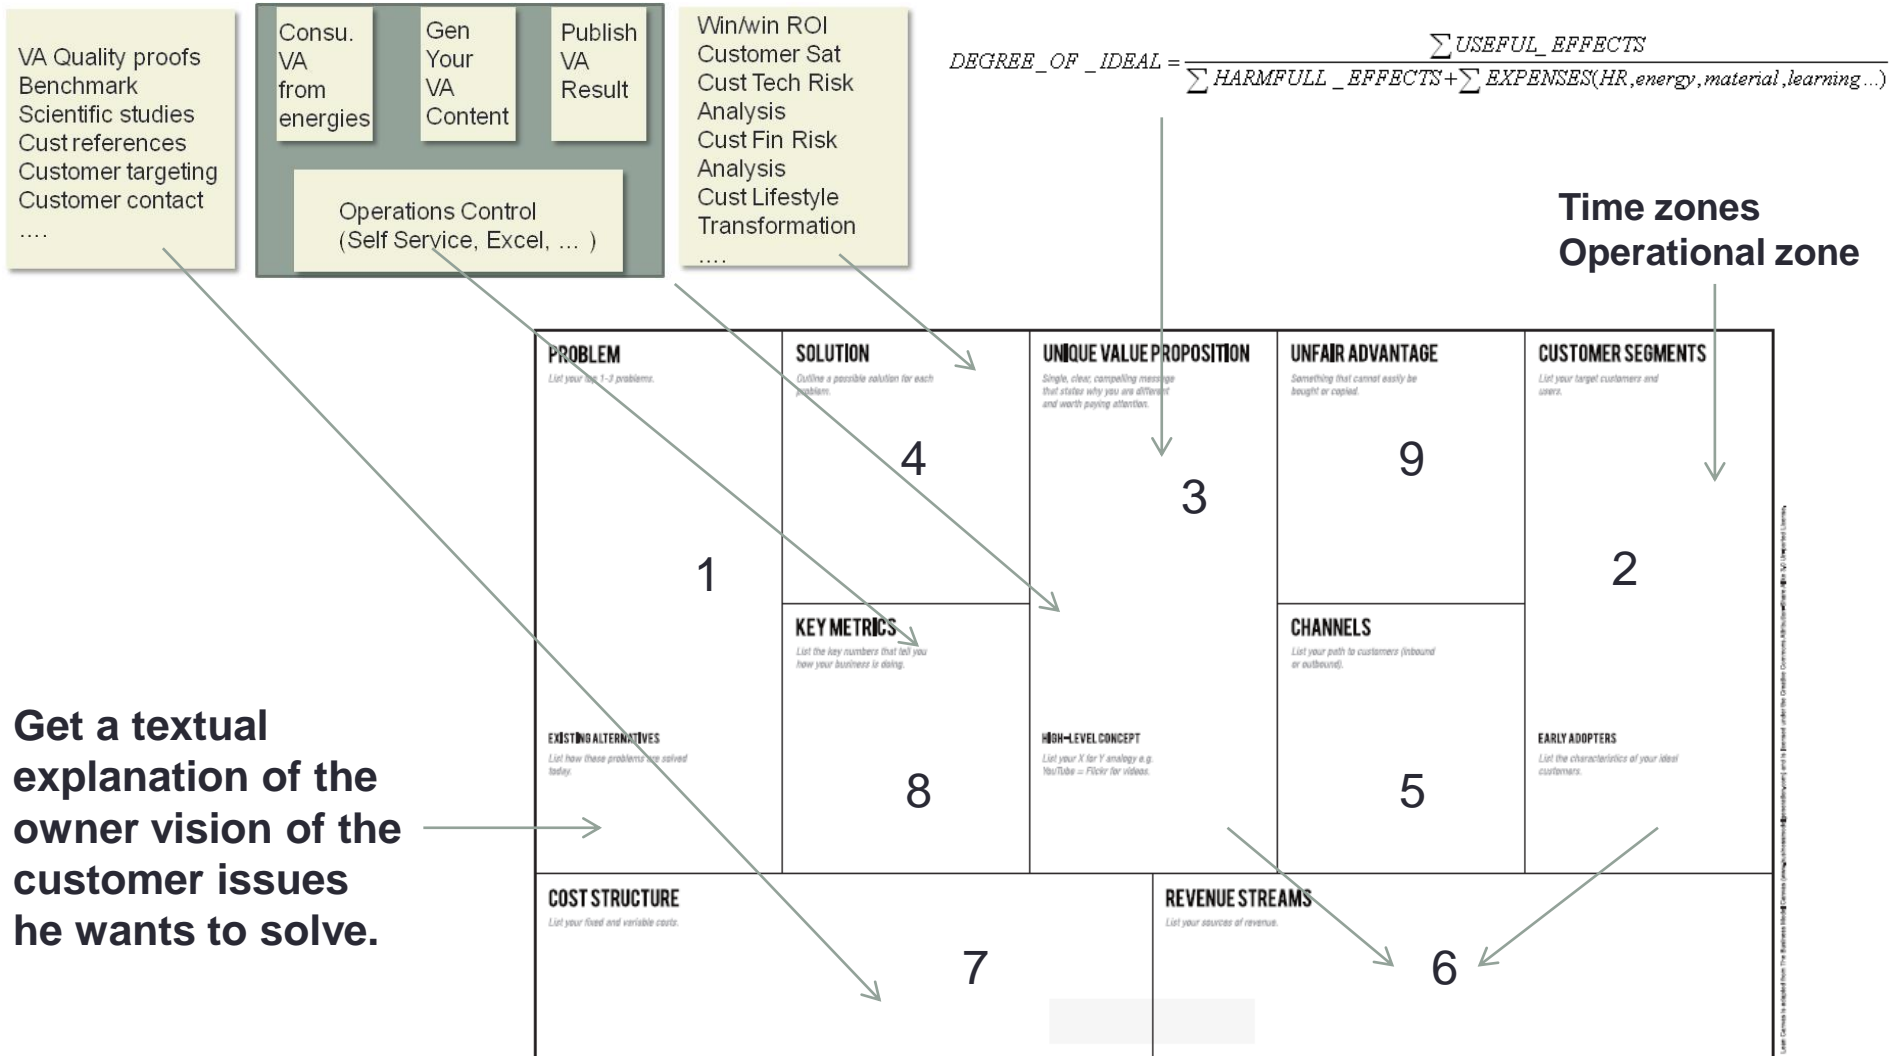 VA Quality proofs
Benchmark
Scientific studies
Cust references
Customer targeting
Customer contact
....
Consu.
VA
from
energies
Gen
Your
VA
Content
Publish
VA
Result
Operations Control
(Self Service, Excel, ... )
Win/win ROI
Customer Sat
Cust Tech Risk
Analysis
Cust Fin Risk
Analysis
Cust Lifestyle
Transformation
....
DEGREE_OF_IDEAL = ∑USEFUL_EFFECTS / ∑HARMFULL_EFFECTS+∑EXPENSES(HR,energy,material,learning...)
Time zones
Operational zone
Get a textual
explanation of the
owner vision of the
customer issues
he wants to solve.
PROBLEM
List your top 1-3 problems.
1
EXISTING ALTERNATIVES
List how these problems are solved
today.
SOLUTION
Outline a possible solution for each
problem.
4
KEY METRICS
List the key numbers that tell you
how your business is doing.
8
UNIQUE VALUE PROPOSITION
Single, clear, compelling message
that states why you are different
and worth paying attention.
3
HIGH-LEVEL CONCEPT
List your X for Y analogy e.g.
YouTube = Flickr for videos.
UNFAIR ADVANTAGE
Something that cannot easily be
bought or copied.
9
CHANNELS
List your path to customers (inbound
or outbound).
5
CUSTOMER SEGMENTS
List your target customers and
users.
2
EARLY ADOPTERS
List the characteristics of your ideal
customers.
COST STRUCTURE
List your fixed and variable costs.
7
REVENUE STREAMS
List your sources of revenue.
6